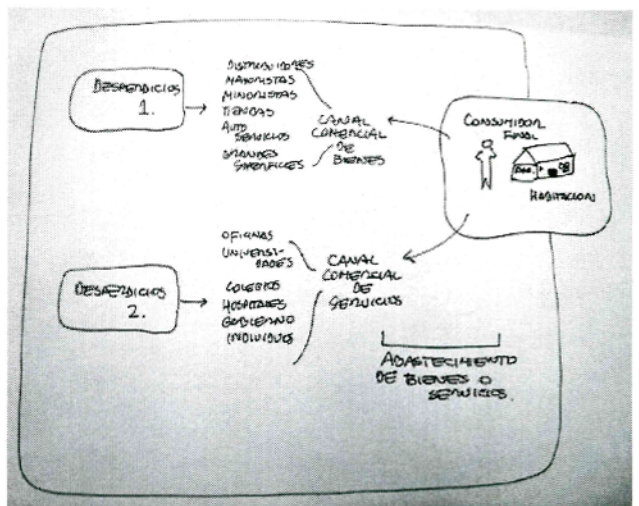 DESPERDICIOS
1.
DISTRIBUIDORES
MAYORISTAS
MINORISTAS
TIENDAS
AUTO
SERVICIOS
GRANDES
SUPERFICIES
CANAL
COMERCIAL
DE
BIENES
CONSUMIDOR
FINAL
HABITACION
DESPERDICIOS
2.
OFICINAS
UNIVERSI-
DADES
COLEGIOS
HOSPITALES
GOBIERNO
INDIVIDUOS
CANAL
COMERCIAL
DE
SERVICIOS
ABASTECIMIENTO
DE BIENES O
SERVICIOS.